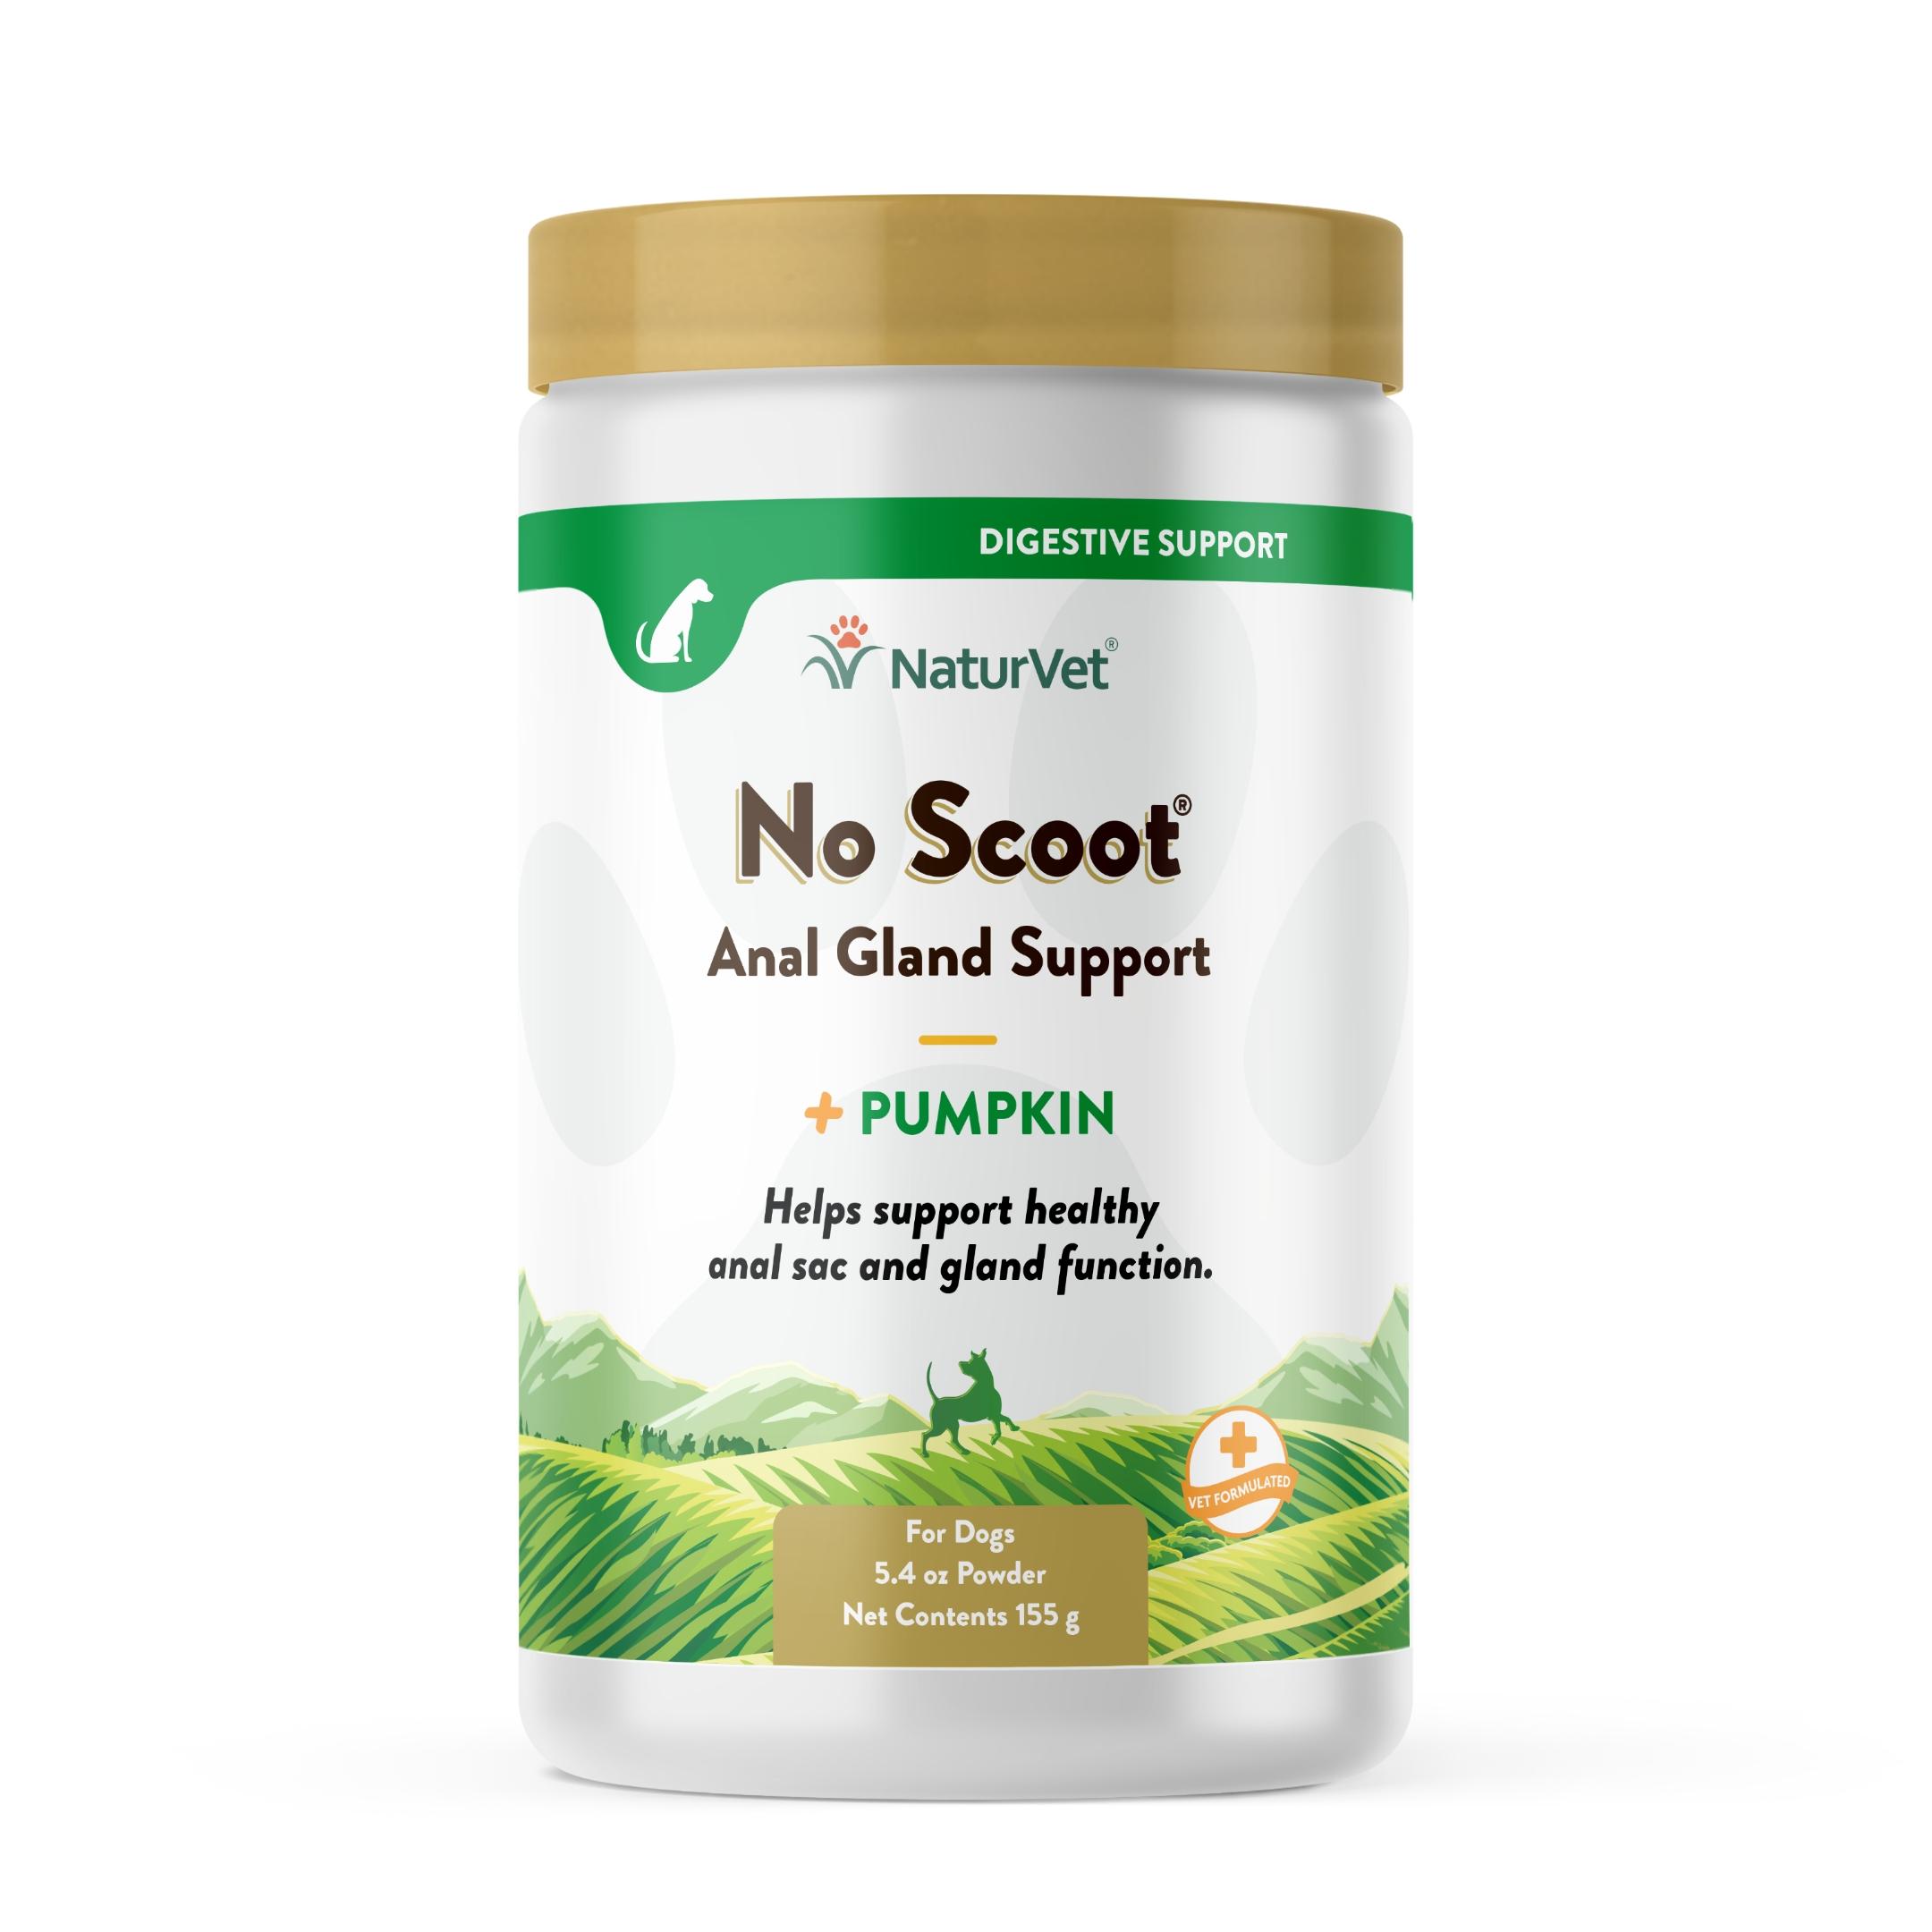 DIGESTIVE SUPPORT
NaturVet®
No Scoot®
Anal Gland Support
+ PUMPKIN
Helps support healthy
anal sac and gland function.
VET FORMULATED
For Dogs
5.4 oz Powder
Net Contents 155 g